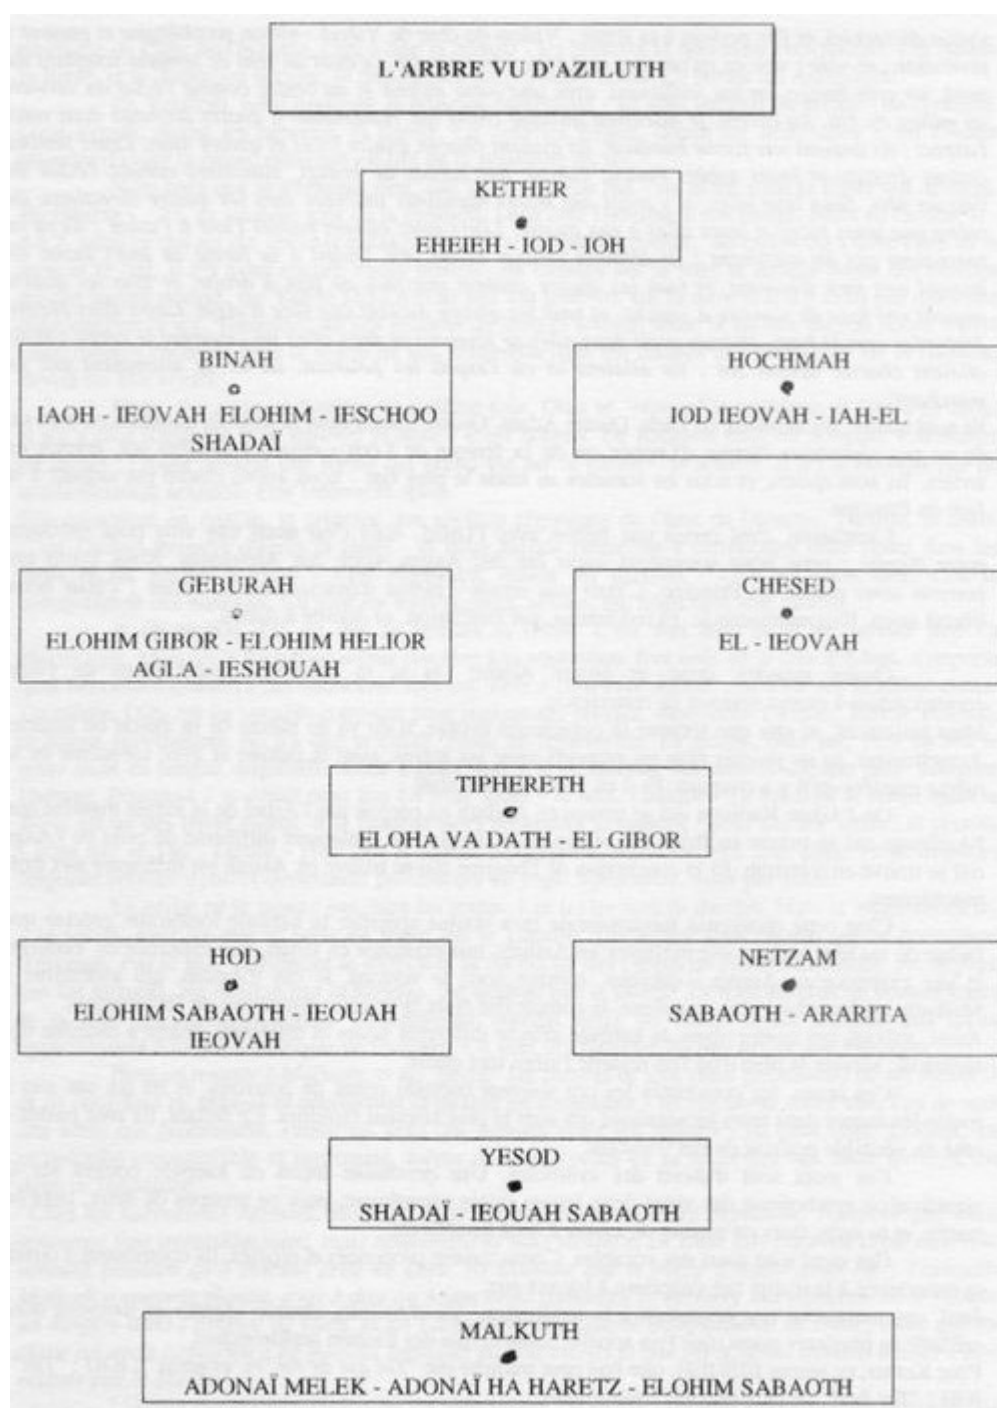 L'ARBRE VU D'AZILUTH
KETHER
EHEIEH - IOD - IOH
BINAH
IAOH - IEOVAH ELOHIM - IESCHOO
SHADAÏ
HOCHMAH
IOD IEOVAH - IAH-EL
GEBURAH
ELOHIM GIBOR - ELOHIM HELIOR
AGLA - IESHOUAH
CHESED
EL - IEOVAH
TIPHERETH
ELOHA VA DATH - EL GIBOR
HOD
ELOHIM SABAOTH - IEOUAH
IEOVAH
NETZAM
SABAOTH - ARARITA
YESOD
SHADAÏ - IEOUAH SABAOTH
MALKUTH
ADONAÏ MELEK - ADONAÏ HA HARETZ - ELOHIM SABAOTH